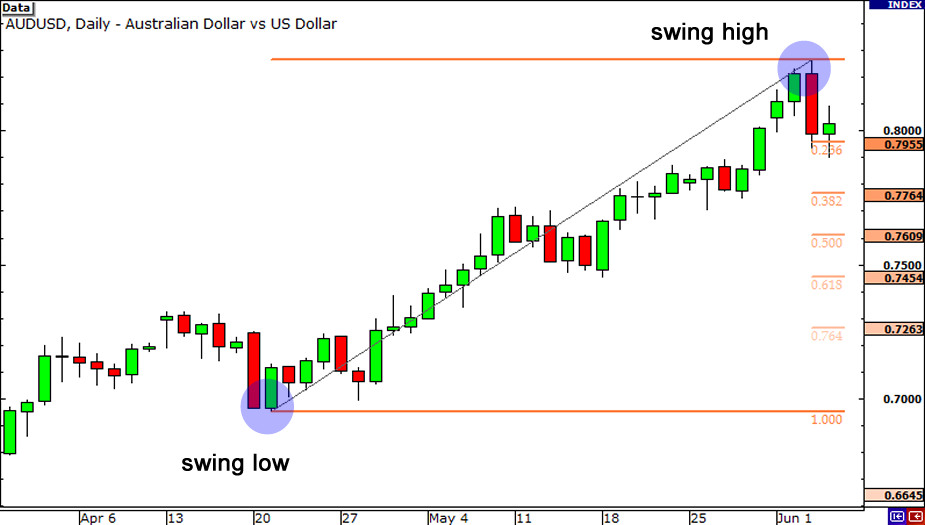 Data
INDEX
AUDUSD, Daily - Australian Dollar vs US Dollar
swing high
0.8000
0.236
0.7955
0.382
0.7764
0.500
0.7609
0.7500
0.618
0.7454
0.764
0.7263
0.7000
1.000
swing low
0.6645
Apr 6 13 20 27 May 4 11 18 25 Jun 1